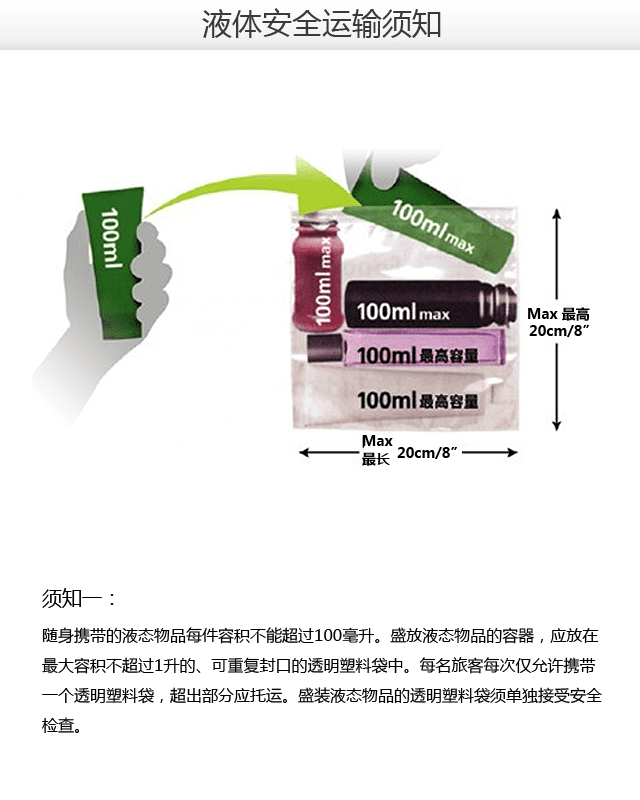 液体安全运输须知
100ml
100ml max
100ml max
100ml max
100ml 最高容量
100ml 最高容量
Max 最高
20cm/8”
Max
最长 20cm/8”
须知一：
随身携带的液态物品每件容积不能超过100毫升。盛放液态物品的容器，应放在
最大容积不超过1升的、可重复封口的透明塑料袋中。每名旅客每次仅允许携带
一个透明塑料袋，超出部分应托运。盛装液态物品的透明塑料袋须单独接受安全
检查。